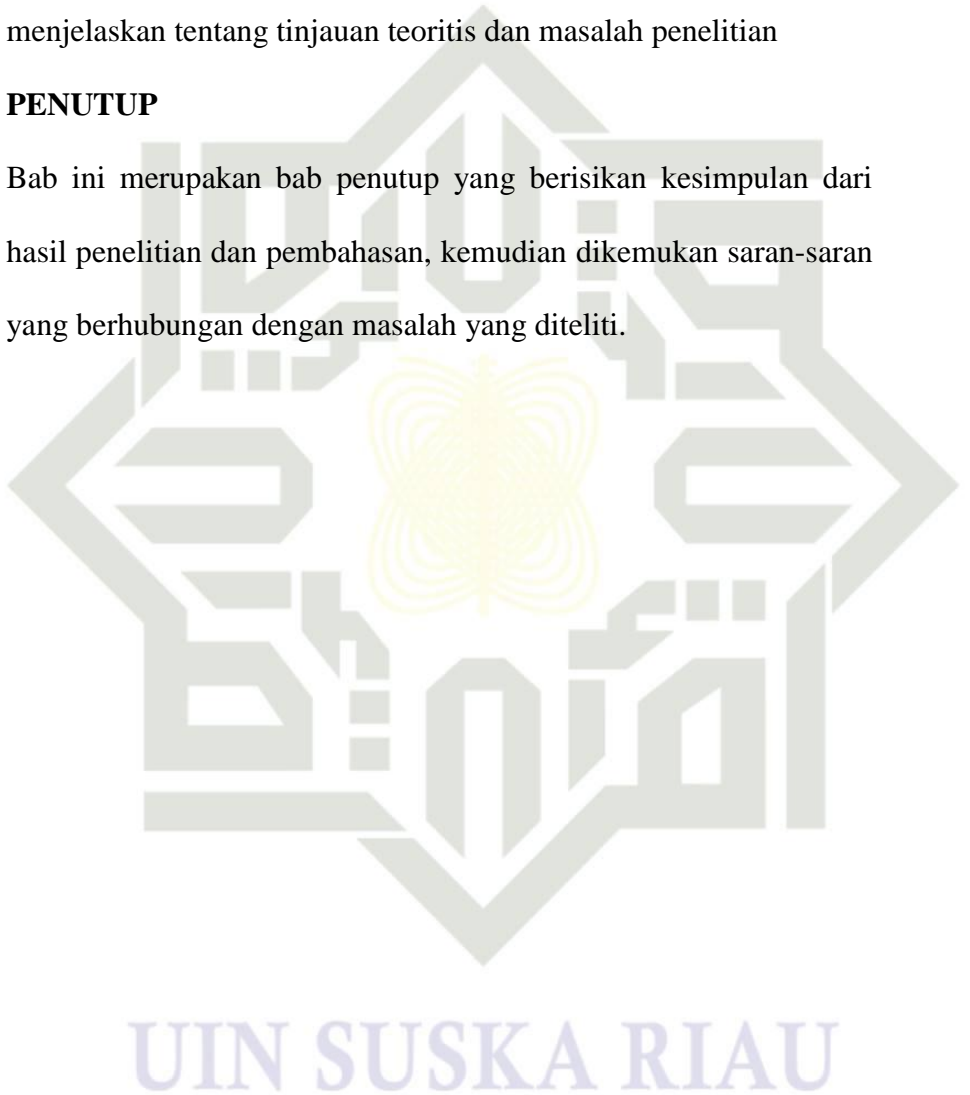 menjelaskan tentang tinjauan teoritis dan masalah penelitian
PENUTUP
Bab ini merupakan bab penutup yang berisikan kesimpulan dari
hasil penelitian dan pembahasan, kemudian dikemukan saran-saran
yang berhubungan dengan masalah yang diteliti.
UIN SUSKA RIAU